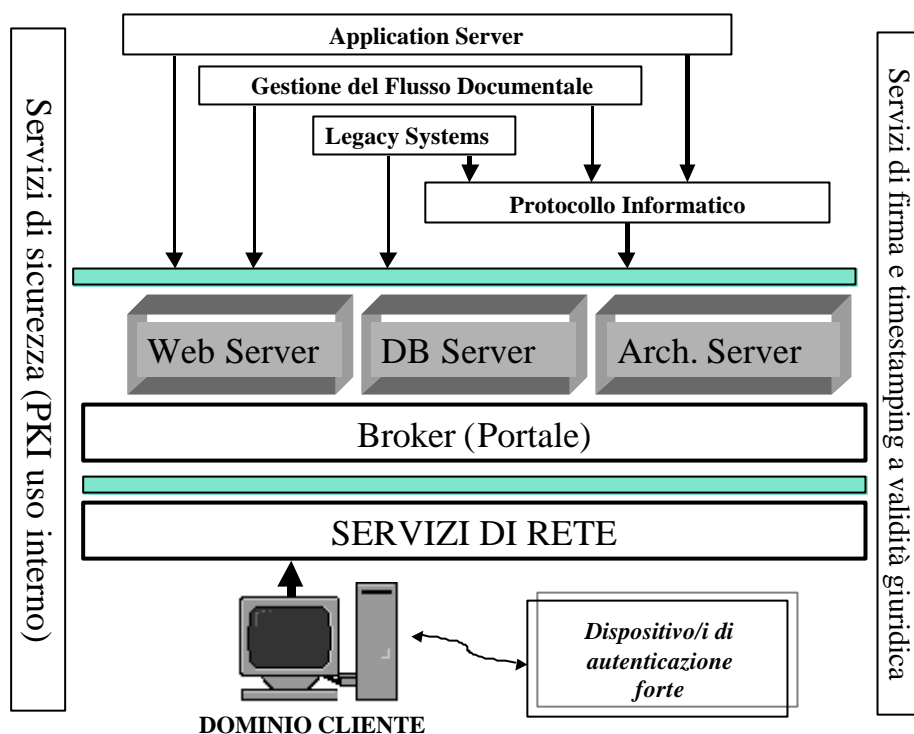 Servizi di sicurezza (PKI uso interno)
Application Server
Gestione del Flusso Documentale
Legacy Systems
Protocollo Informatico
Web Server
DB Server
Arch. Server
Broker (Portale)
SERVIZI DI RETE
Dispositivo/i di
autenticazione
forte
DOMINIO CLIENTE
Servizi di firma e timestamping a validità giuridica